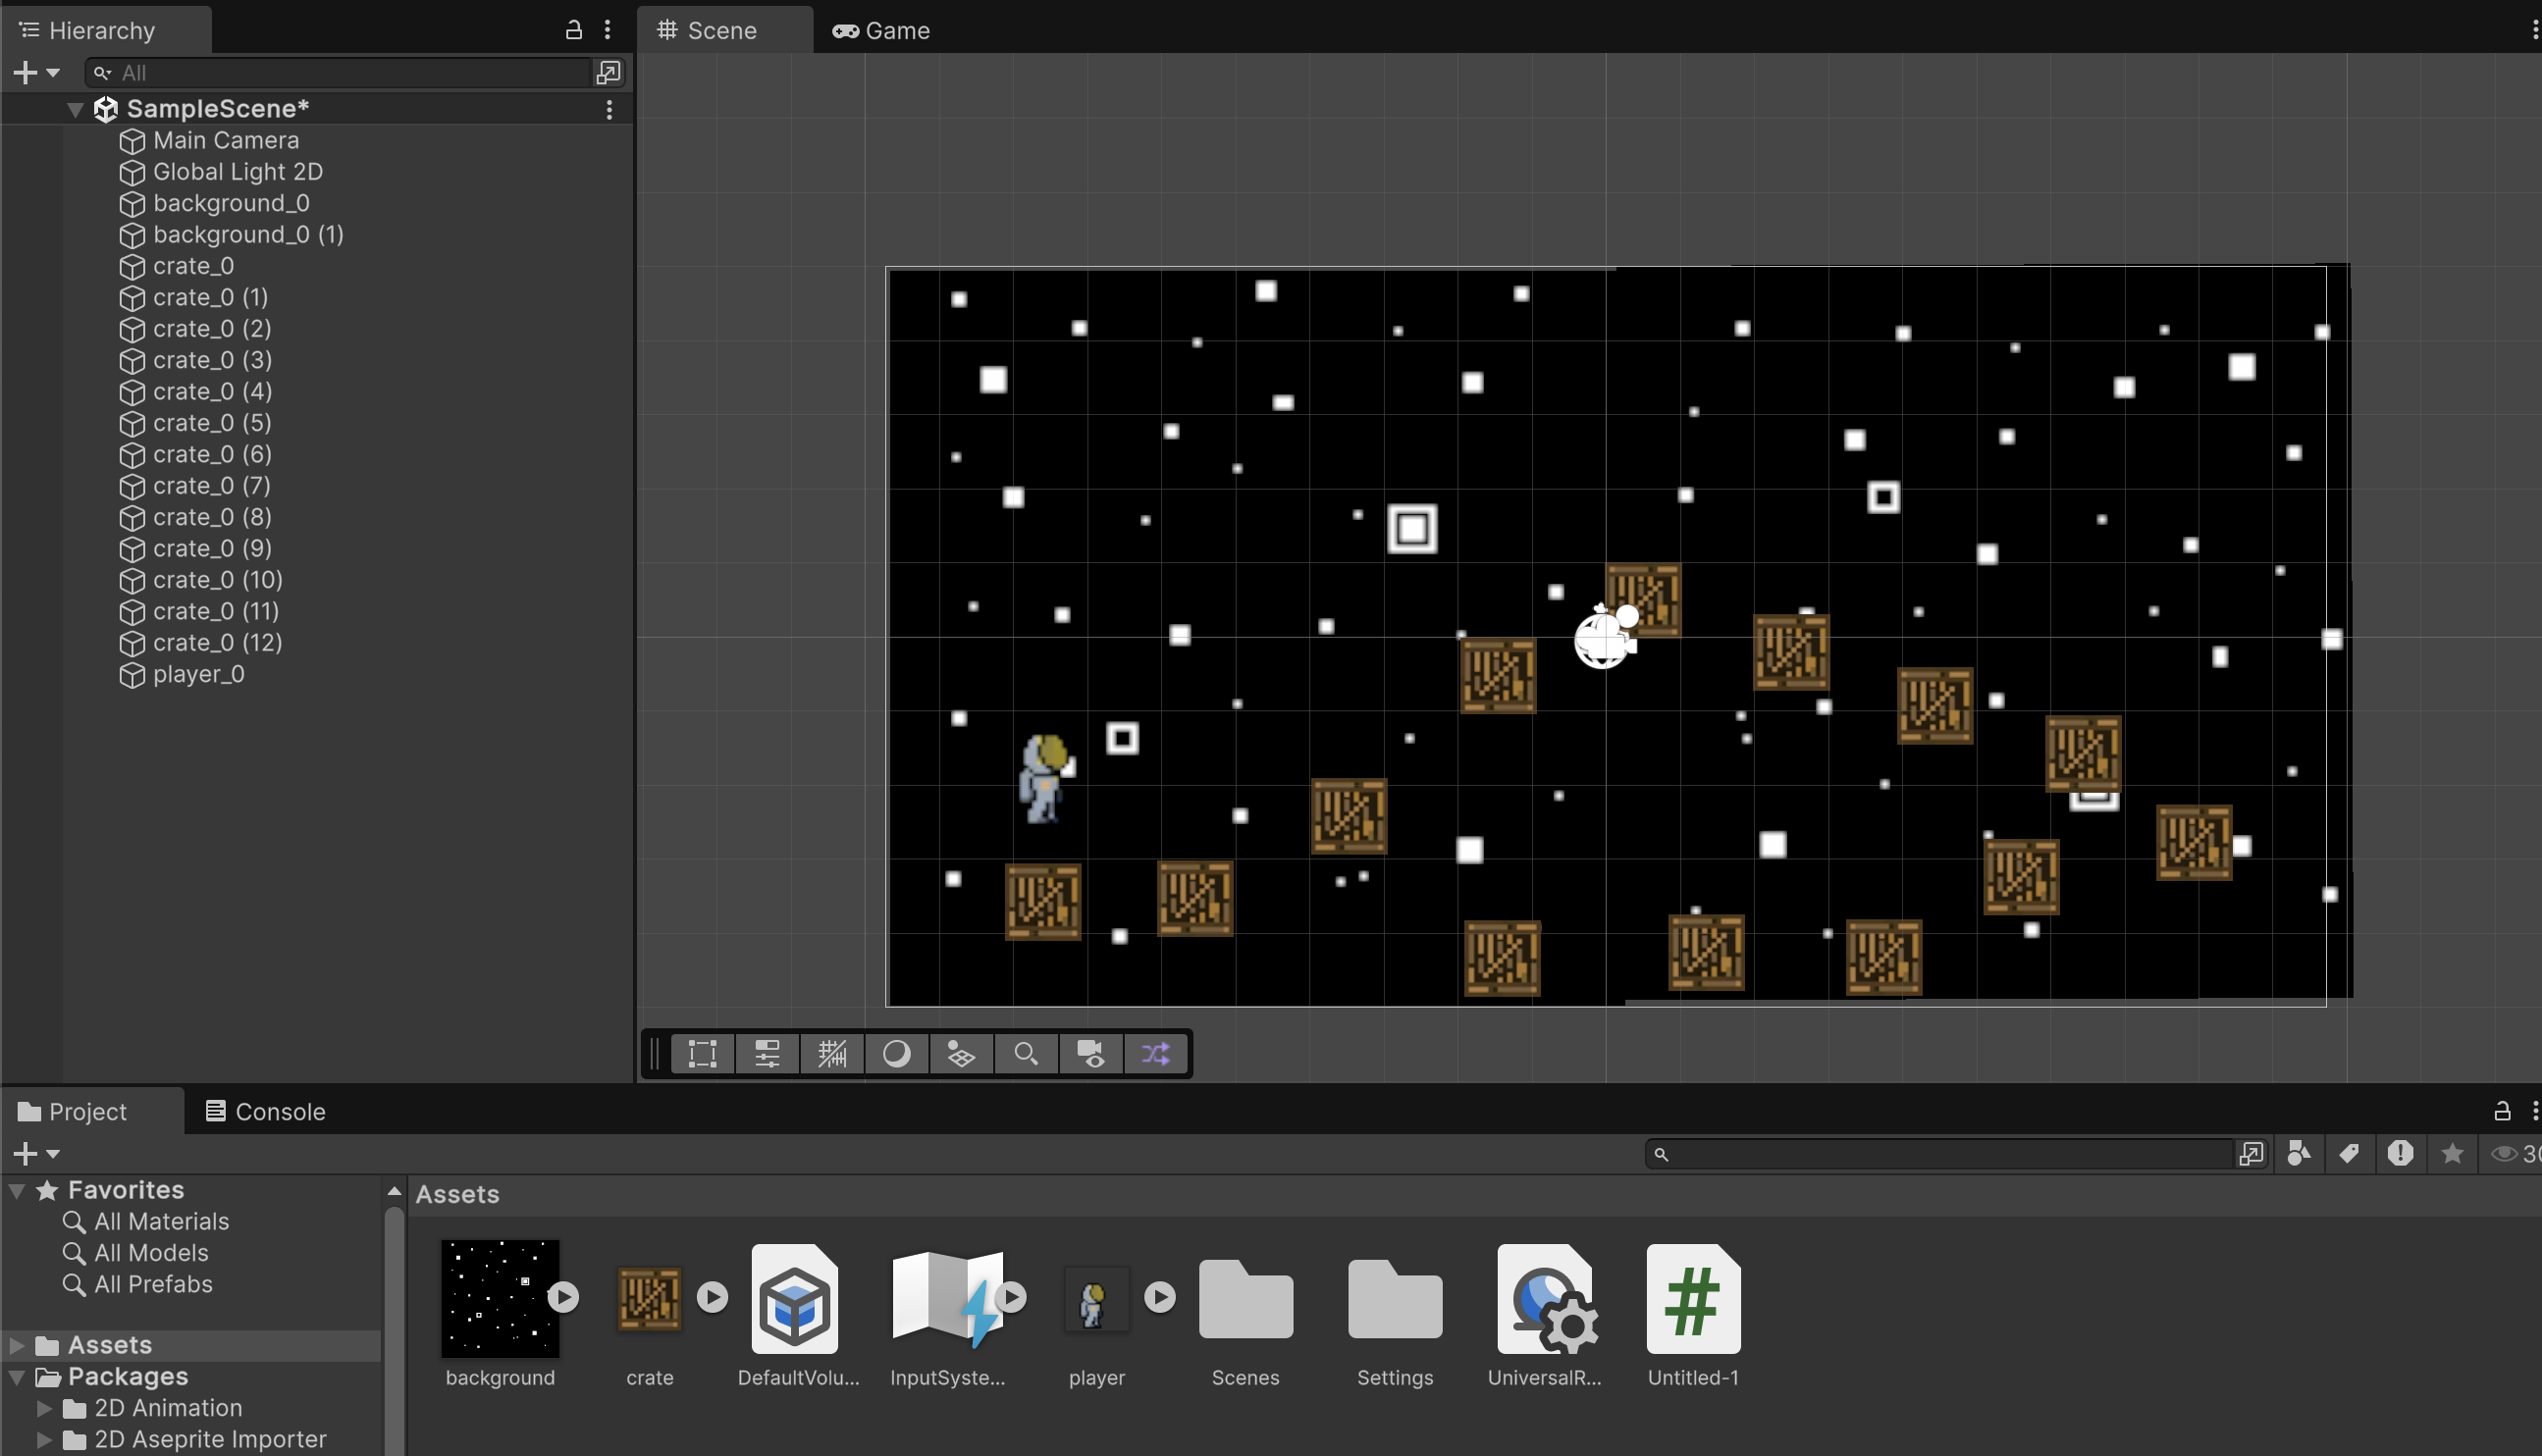 Hierarchy
All
SampleScene*
Main Camera
Global Light 2D
background_0
background_0 (1)
crate_0
crate_0 (1)
crate_0 (2)
crate_0 (3)
crate_0 (4)
crate_0 (5)
crate_0 (6)
crate_0 (7)
crate_0 (8)
crate_0 (9)
crate_0 (10)
crate_0 (11)
crate_0 (12)
player_0
Scene Game
Project Console
30
Favorites
All Materials
All Models
All Prefabs
Assets
Packages
2D Animation
2D Aseprite Importer
Assets
background crate DefaultVolu... InputSyste... player Scenes Settings UniversalR... Untitled-1